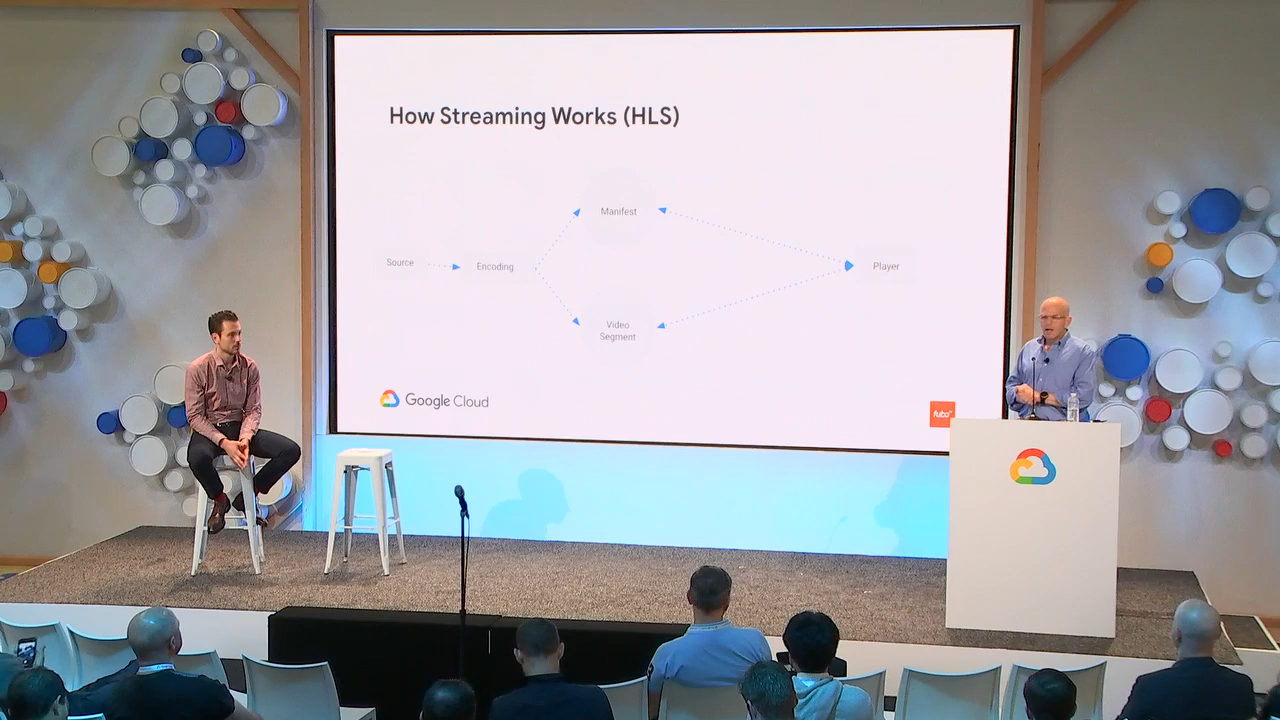 How Streaming Works (HLS)
Manifest
Source
Encoding
Player
Video
Segment
Google Cloud
fubo